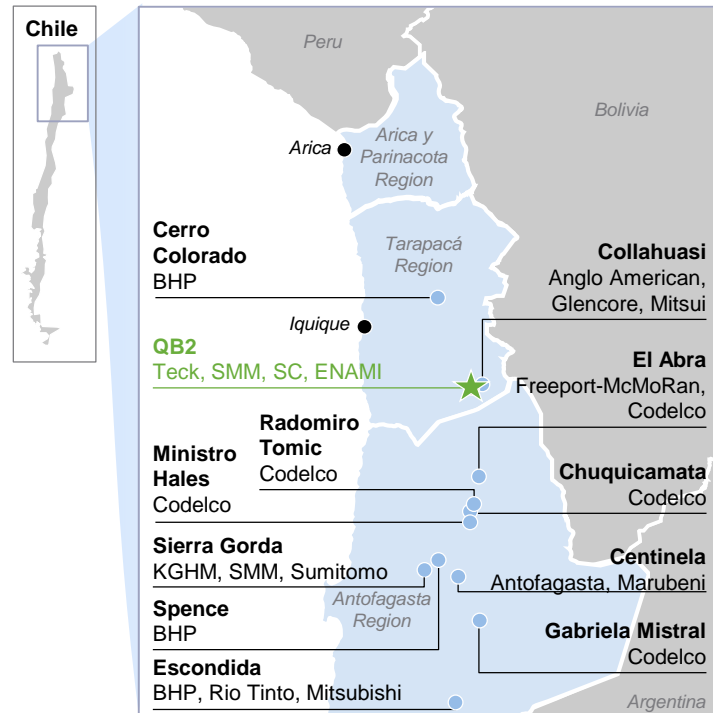 Chile
Peru
Bolivia
Arica
Arica y
Parinacota
Region
Cerro
Colorado
BHP
Tarapacá
Region
Collahuasi
Anglo American,
Glencore, Mitsui
Iquique
QB2
Teck, SMM, SC, ENAMI
El Abra
Freeport-McMoRan,
Codelco
Radomiro
Tomic
Codelco
Ministro
Hales
Codelco
Chuquicamata
Codelco
Sierra Gorda
KGHM, SMM, Sumitomo
Centinela
Antofagasta, Marubeni
Antofagasta
Region
Spence
BHP
Gabriela Mistral
Codelco
Escondida
BHP, Rio Tinto, Mitsubishi
Argentina